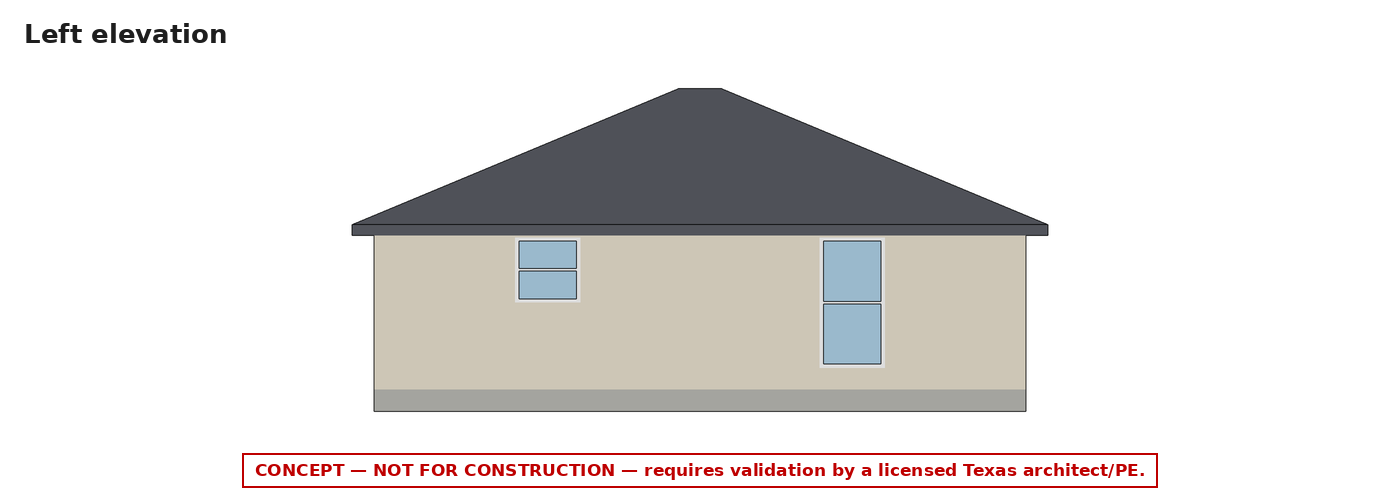 Left elevation
CONCEPT — NOT FOR CONSTRUCTION — requires validation by a licensed Texas architect/PE.